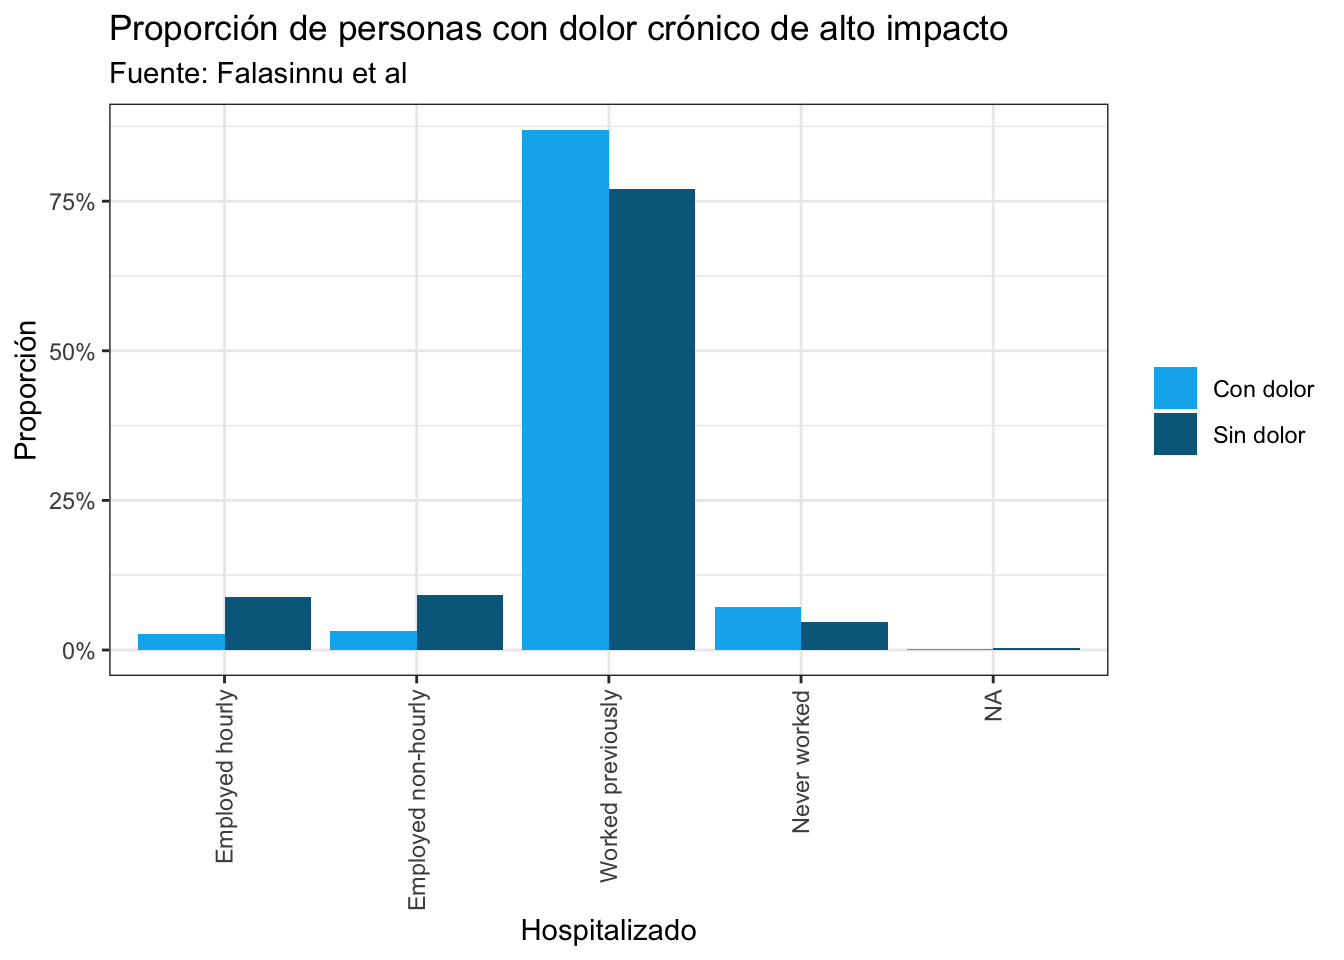 Proporción de personas con dolor crónico de alto impacto
Fuente: Falasinnu et al
Proporción
75%
50%
25%
0%
Employed hourly
Employed non-hourly
Worked previously
Never worked
NA
Hospitalizado
Con dolor
Sin dolor